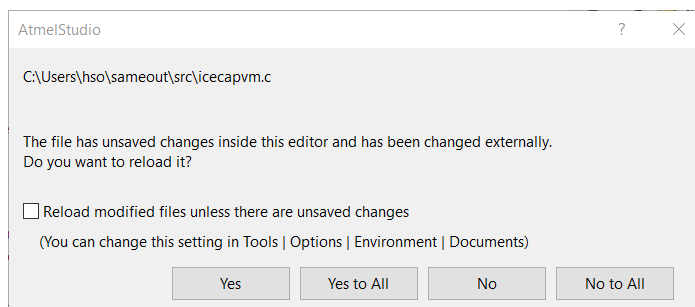 AtmelStudio
?
C:\Users\hso\sameout\src\icecapvm.c
The file has unsaved changes inside this editor and has been changed externally.
Do you want to reload it?
Reload modified files unless there are unsaved changes
(You can change this setting in Tools | Options | Environment | Documents)
Yes Yes to All No No to All